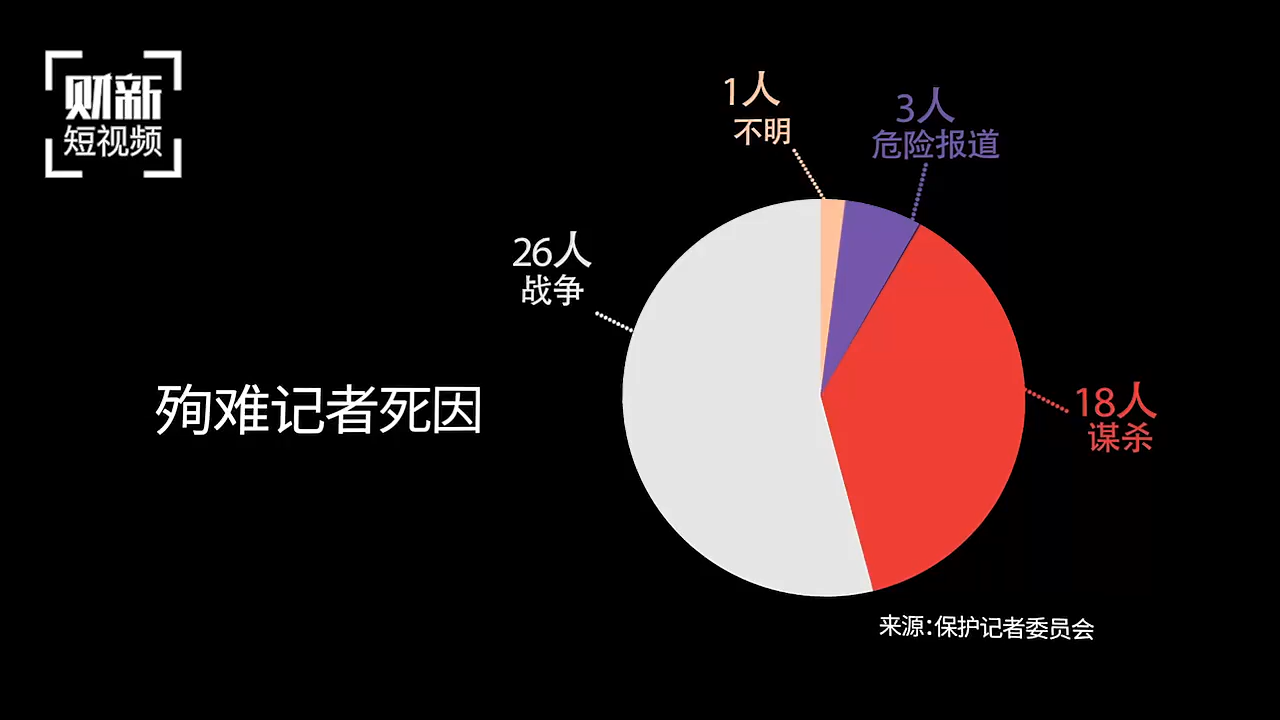 财新
短视频
1人
不明
3人
危险报道
26人
战争
殉难记者死因
18人
谋杀
来源:保护记者委员会